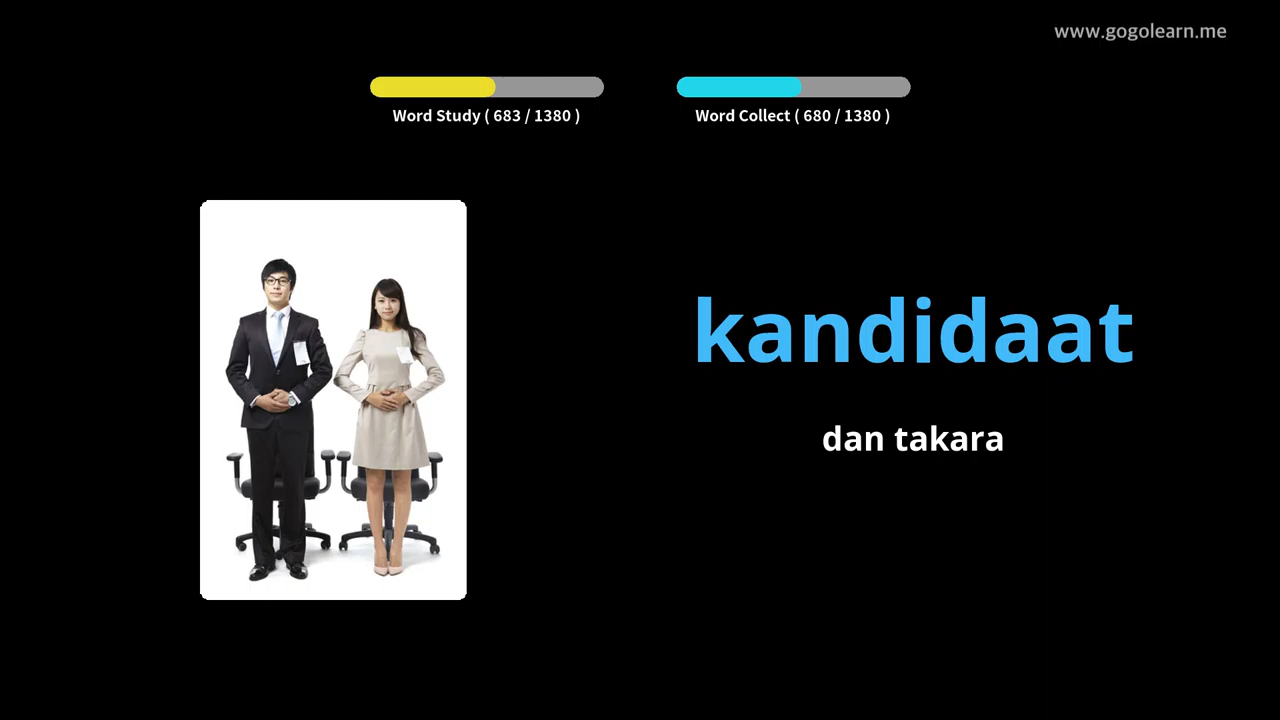 www.gogolearn.me
Word Study ( 683 / 1380 )
Word Collect ( 680 / 1380 )
kandidaat
dan takara